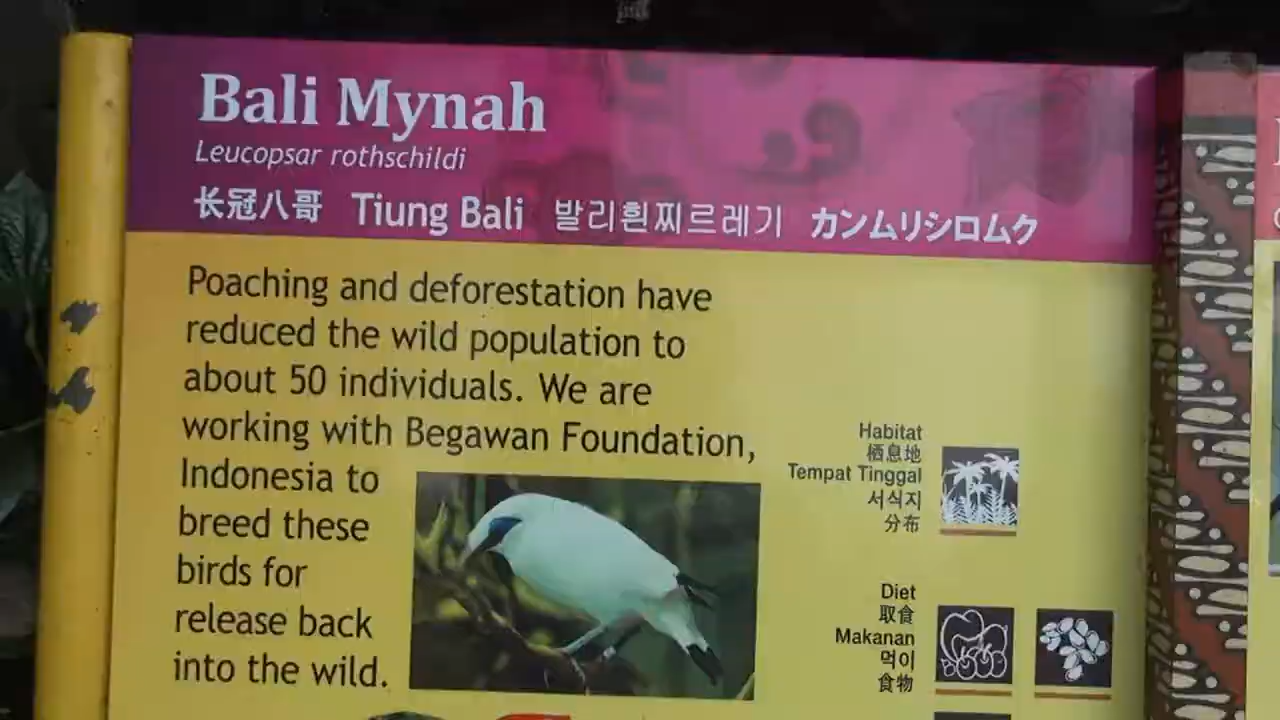 Bali Mynah
Leucopsar rothschildi
长冠八哥 Tiung Bali 발리흰찌르레기 カンムリシロムク
Poaching and deforestation have
reduced the wild population to
about 50 individuals. We are
working with Begawan Foundation,
Indonesia to
breed these
birds for
release back
into the wild.
Habitat
栖息地
Tempat Tinggal
서식지
分布
Diet
取食
Makanan
먹이
食物